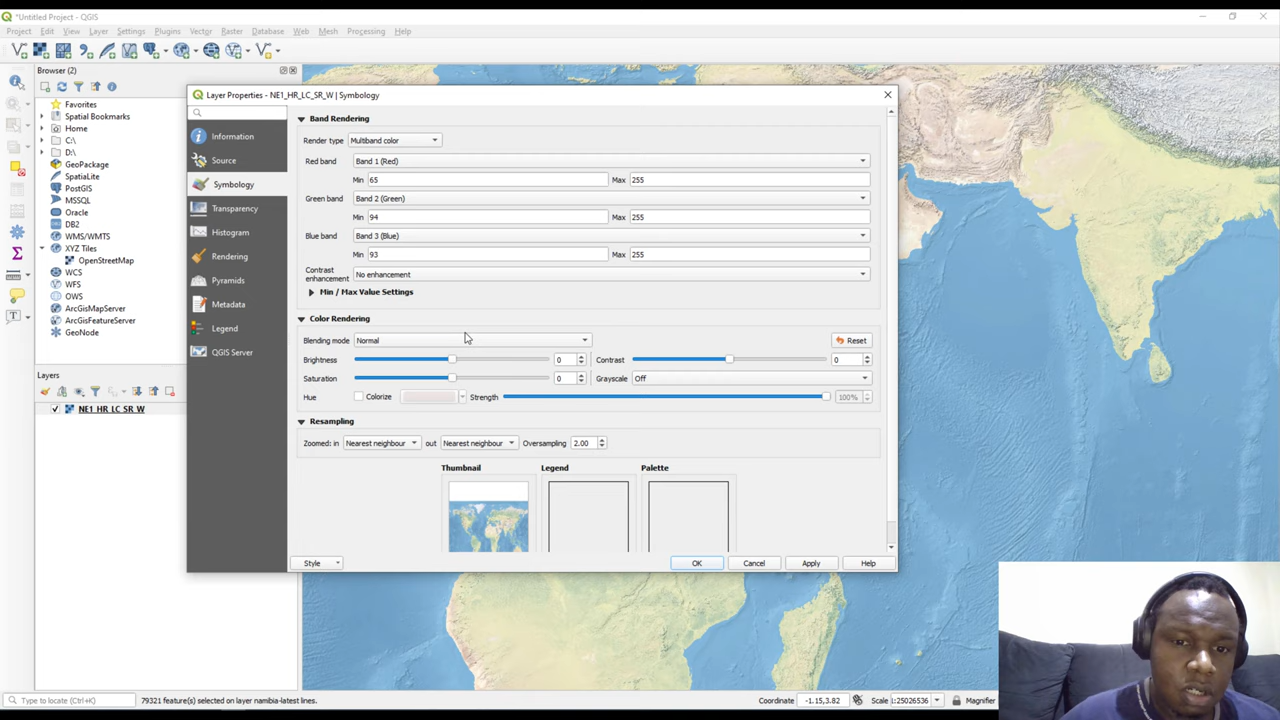 *Untitled Project - QGIS
Project Edit View Layer Settings Plugins Vector Raster Database Web Mesh Processing Help
Browser (2)
Favorites
Spatial Bookmarks
Home
C:\
D:\
GeoPackage
SpatiaLite
PostGIS
MSSQL
Oracle
DB2
WMS/WMTS
XYZ Tiles
OpenStreetMap
WCS
WFS
OWS
ArcGisMapServer
ArcGisFeatureServer
GeoNode
Layers
NE1_HR_LC_SR_W
Layer Properties - NE1_HR_LC_SR_W | Symbology
Information
Source
Symbology
Transparency
Histogram
Rendering
Pyramids
Metadata
Legend
QGIS Server
Band Rendering
Render type Multiband color
Red band Band 1 (Red)
Min 65 Max 255
Green band Band 2 (Green)
Min 94 Max 255
Blue band Band 3 (Blue)
Min 93 Max 255
Contrast enhancement No enhancement
Min / Max Value Settings
Color Rendering
Blending mode Normal Reset
Brightness 0 Contrast 0
Saturation 0 Grayscale Off
Hue Colorize Strength 100%
Resampling
Zoomed: in Nearest neighbour out Nearest neighbour Oversampling 2.00
Thumbnail Legend Palette
Style OK Cancel Apply Help
Type to locate (Ctrl+K) 79321 feature(s) selected on layer namibia-latest lines. Coordinate -1.15,3.82 Scale 1:25026536 Magnifier